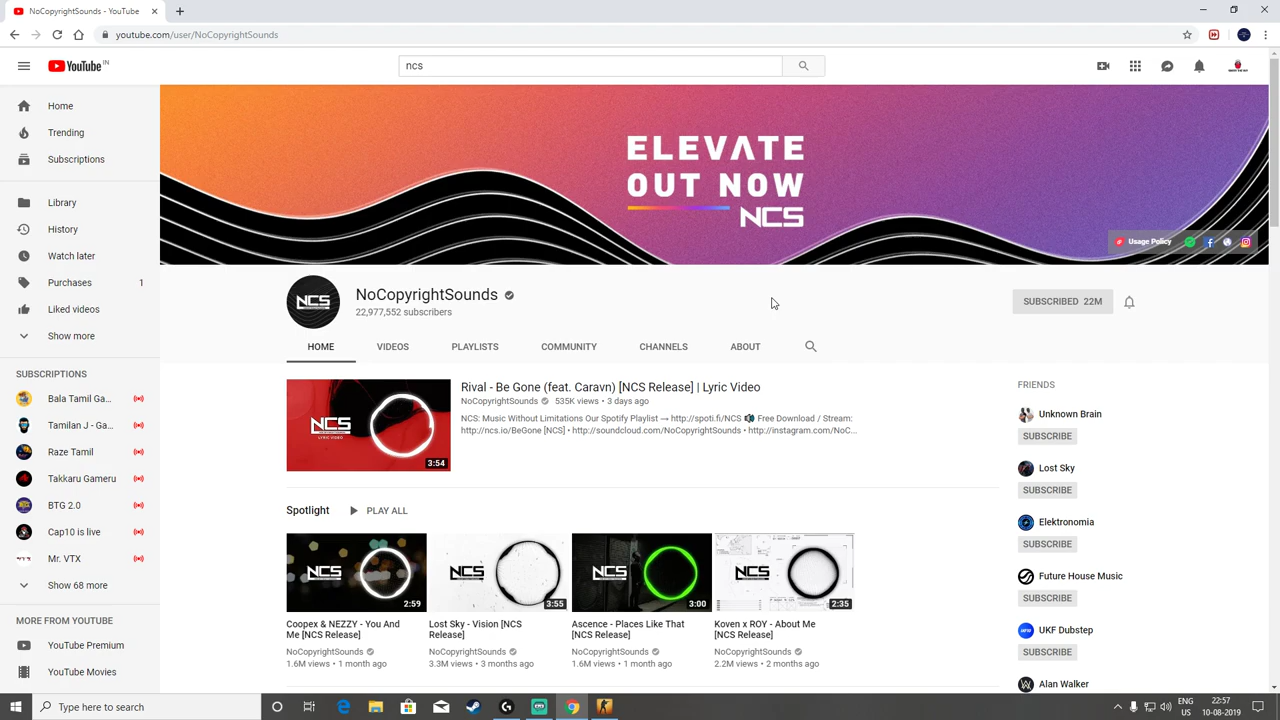 NoCopyrightSounds - YouTube
youtube.com/user/NoCopyrightSounds
YouTube IN
ncs
Home
Trending
Subscriptions
Library
History
Watch later
Purchases 1
Liked videos
Show more
SUBSCRIPTIONS
Bala Tamil Ga...
Tamilan J - Ga...
Raze Tamil
Takkaru Gameru
BTG 2.0
Cap10 is live
Mr. VTX
Show 68 more
MORE FROM YOUTUBE
YouTube Premium
YouTube Movies
ELEVATE
OUT NOW
NCS
Usage Policy
NCS
NoCopyrightSounds
22,977,552 subscribers
SUBSCRIBED 22M
HOME VIDEOS PLAYLISTS COMMUNITY CHANNELS ABOUT
NCS
LYRIC VIDEO
3:54
Rival - Be Gone (feat. Caravn) [NCS Release] | Lyric Video
NoCopyrightSounds 535K views • 3 days ago
NCS: Music Without Limitations Our Spotify Playlist → http://spoti.fi/NCS Free Download / Stream:
http://ncs.io/BeGone [NCS] • http://soundcloud.com/NoCopyrightSounds • http://instagram.com/NoC...
Spotlight PLAY ALL
NCS
2:59
Coopex & NEZZY - You And
Me [NCS Release]
NoCopyrightSounds
1.6M views • 1 month ago
NCS
3:55
Lost Sky - Vision [NCS
Release]
NoCopyrightSounds
3.3M views • 3 months ago
NCS
3:00
Ascence - Places Like That
[NCS Release]
NoCopyrightSounds
1.6M views • 1 month ago
NCS
2:35
Koven x ROY - About Me
[NCS Release]
NoCopyrightSounds
2.2M views • 2 months ago
FRIENDS
Unknown Brain
SUBSCRIBE
Lost Sky
SUBSCRIBE
Elektronomia
SUBSCRIBE
Future House Music
SUBSCRIBE
UKF Dubstep
SUBSCRIBE
Alan Walker
Type here to search
ENG
US
22:57
10-08-2019